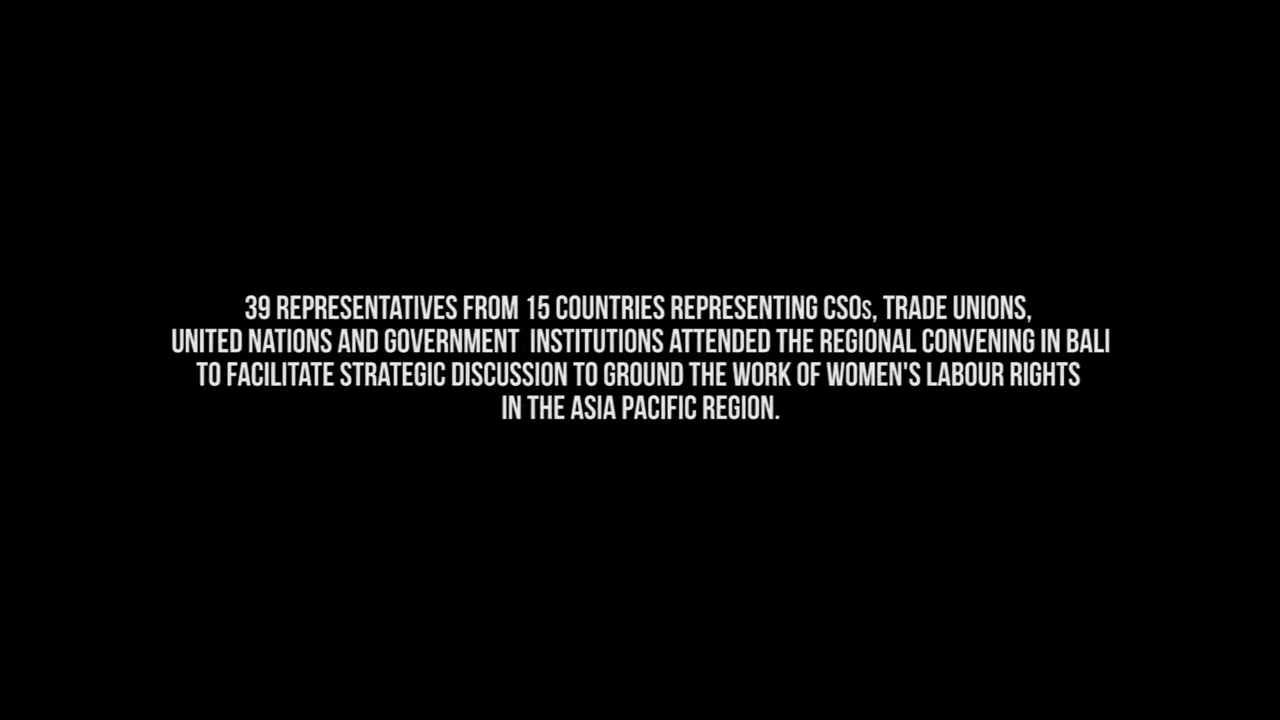 39 REPRESENTATIVES FROM 15 COUNTRIES REPRESENTING CSOs, TRADE UNIONS,
UNITED NATIONS AND GOVERNMENT INSTITUTIONS ATTENDED THE REGIONAL CONVENING IN BALI
TO FACILITATE STRATEGIC DISCUSSION TO GROUND THE WORK OF WOMEN'S LABOUR RIGHTS
IN THE ASIA PACIFIC REGION.